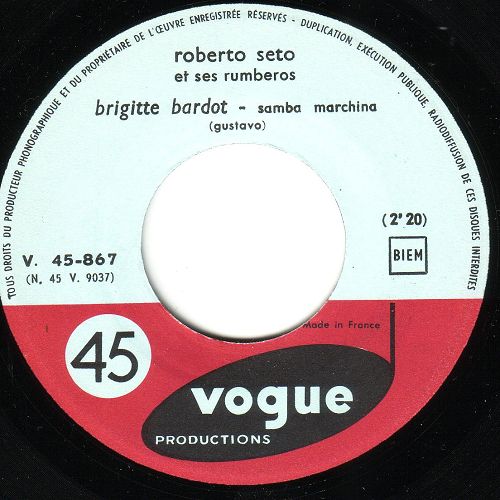 TOUS DROITS DU PRODUCTEUR PHONOGRAPHIQUE ET DU PROPRIÉTAIRE DE L'ŒUVRE ENREGISTRÉE RÉSERVÉS - DUPLICATION, EXÉCUTION PUBLIQUE, RADIODIFFUSION DE CES DISQUES INTERDITES
roberto seto
et ses rumberos
brigitte bardot - samba marchina
(gustavo)
(2'20)
V. 45-867
BIEM
(N. 45 V. 9037)
Made in France
45
vogue
PRODUCTIONS